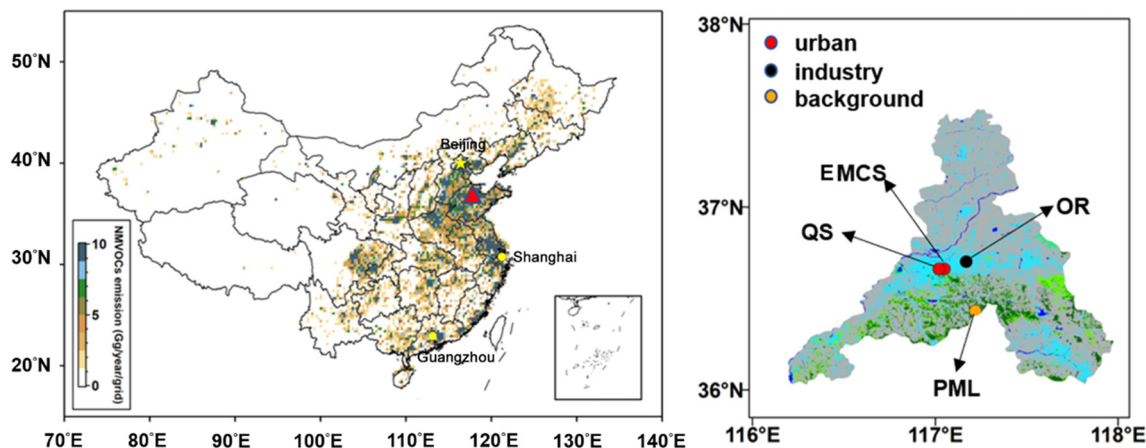 50°N
40°N
30°N
20°N
70°E 80°E 90°E 100°E 110°E 120°E 130°E 140°E
NMVOCs emission (Gg/year/grid)
10
5
0
Beijing
Shanghai
Guangzhou
38°N
37°N
36°N
116°E 117°E 118°E
urban
industry
background
EMCS
QS
OR
PML